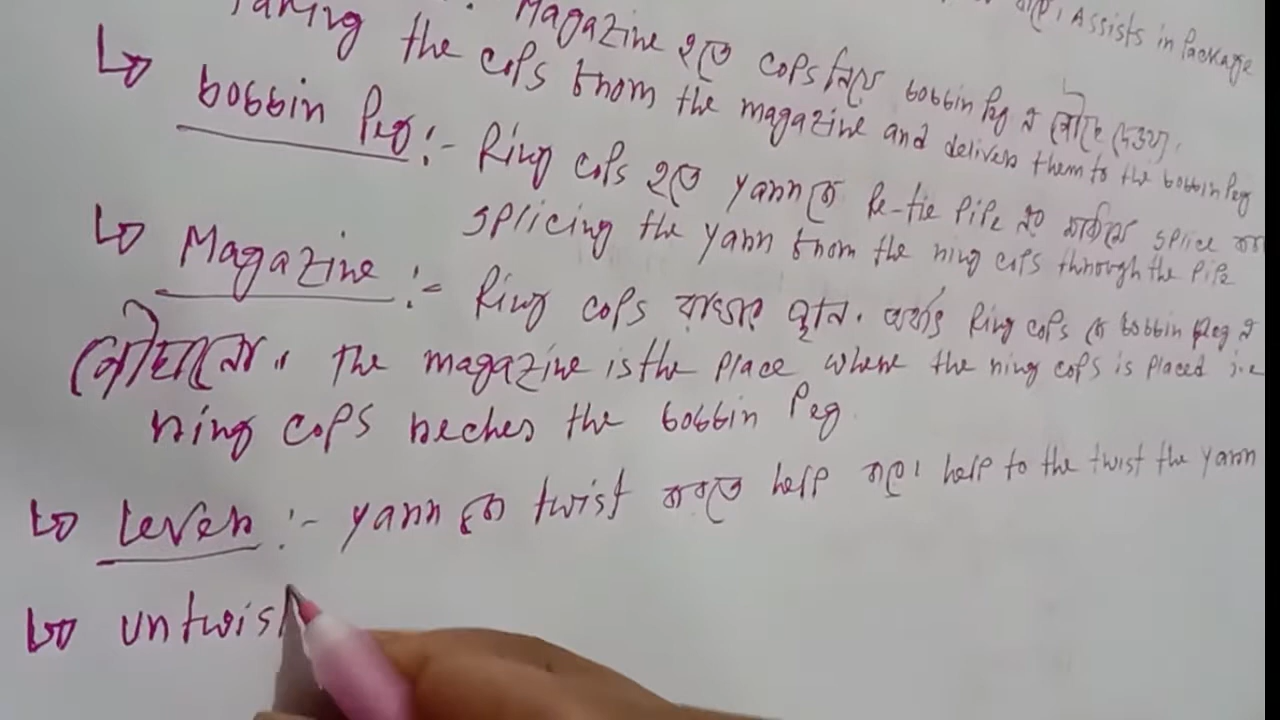 Assists in Package
Magazine হতে cops নিয়ে bobbin Peg এ পৌছে দেওয়া.
Taking the cops from the magazine and delivers them to the bobbin Peg
↳ bobbin Peg :- Ring cops হতে yarn কে Re-tie PiPe এর মাধ্যমে splice করা
splicing the yarn from the ring cops through the PiPe
↳ Magazine :- Ring cops রাখার স্থান. অর্থাৎ Ring cops কে bobbin Peg এ
পৌছানো॥ The magazine is the place where the ring cops is placed i.e
ring cops reches the bobbin Peg
↳ Lever :- yarn কে twist করতে help করে। help to the twist the yarn
↳ untwist